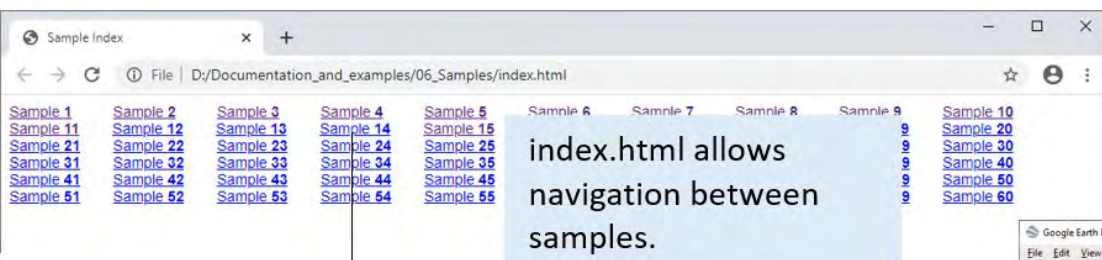 Sample Index
File | D:/Documentation_and_examples/06_Samples/index.html
Sample 1 Sample 2 Sample 3 Sample 4 Sample 5 Sample 6 Sample 7 Sample 8 Sample 9 Sample 10
Sample 11 Sample 12 Sample 13 Sample 14 Sample 15 9 Sample 20
Sample 21 Sample 22 Sample 23 Sample 24 Sample 25 9 Sample 30
Sample 31 Sample 32 Sample 33 Sample 34 Sample 35 9 Sample 40
Sample 41 Sample 42 Sample 43 Sample 44 Sample 45 9 Sample 50
Sample 51 Sample 52 Sample 53 Sample 54 Sample 55 9 Sample 60
index.html allows
navigation between
samples.
Google Earth
File Edit View